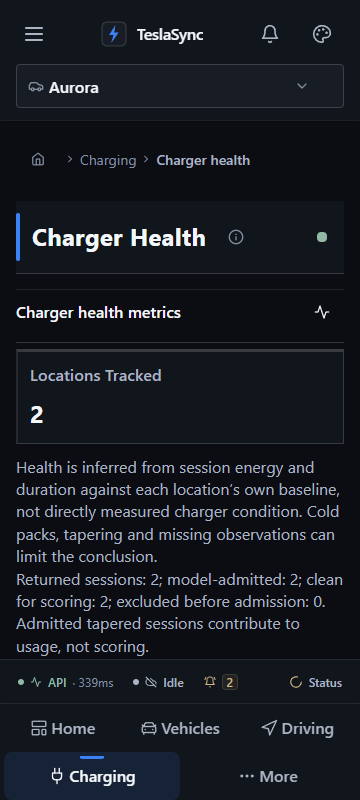 TeslaSync
Aurora
Charging
Charger health
Charger Health
Charger health metrics
Locations Tracked
2
Health is inferred from session energy and
duration against each location's own baseline,
not directly measured charger condition. Cold
packs, tapering and missing observations can
limit the conclusion.
Returned sessions: 2; model-admitted: 2; clean
for scoring: 2; excluded before admission: 0.
Admitted tapered sessions contribute to
usage, not scoring.
API · 339ms Idle 2 Status
Home Vehicles Driving
Charging More